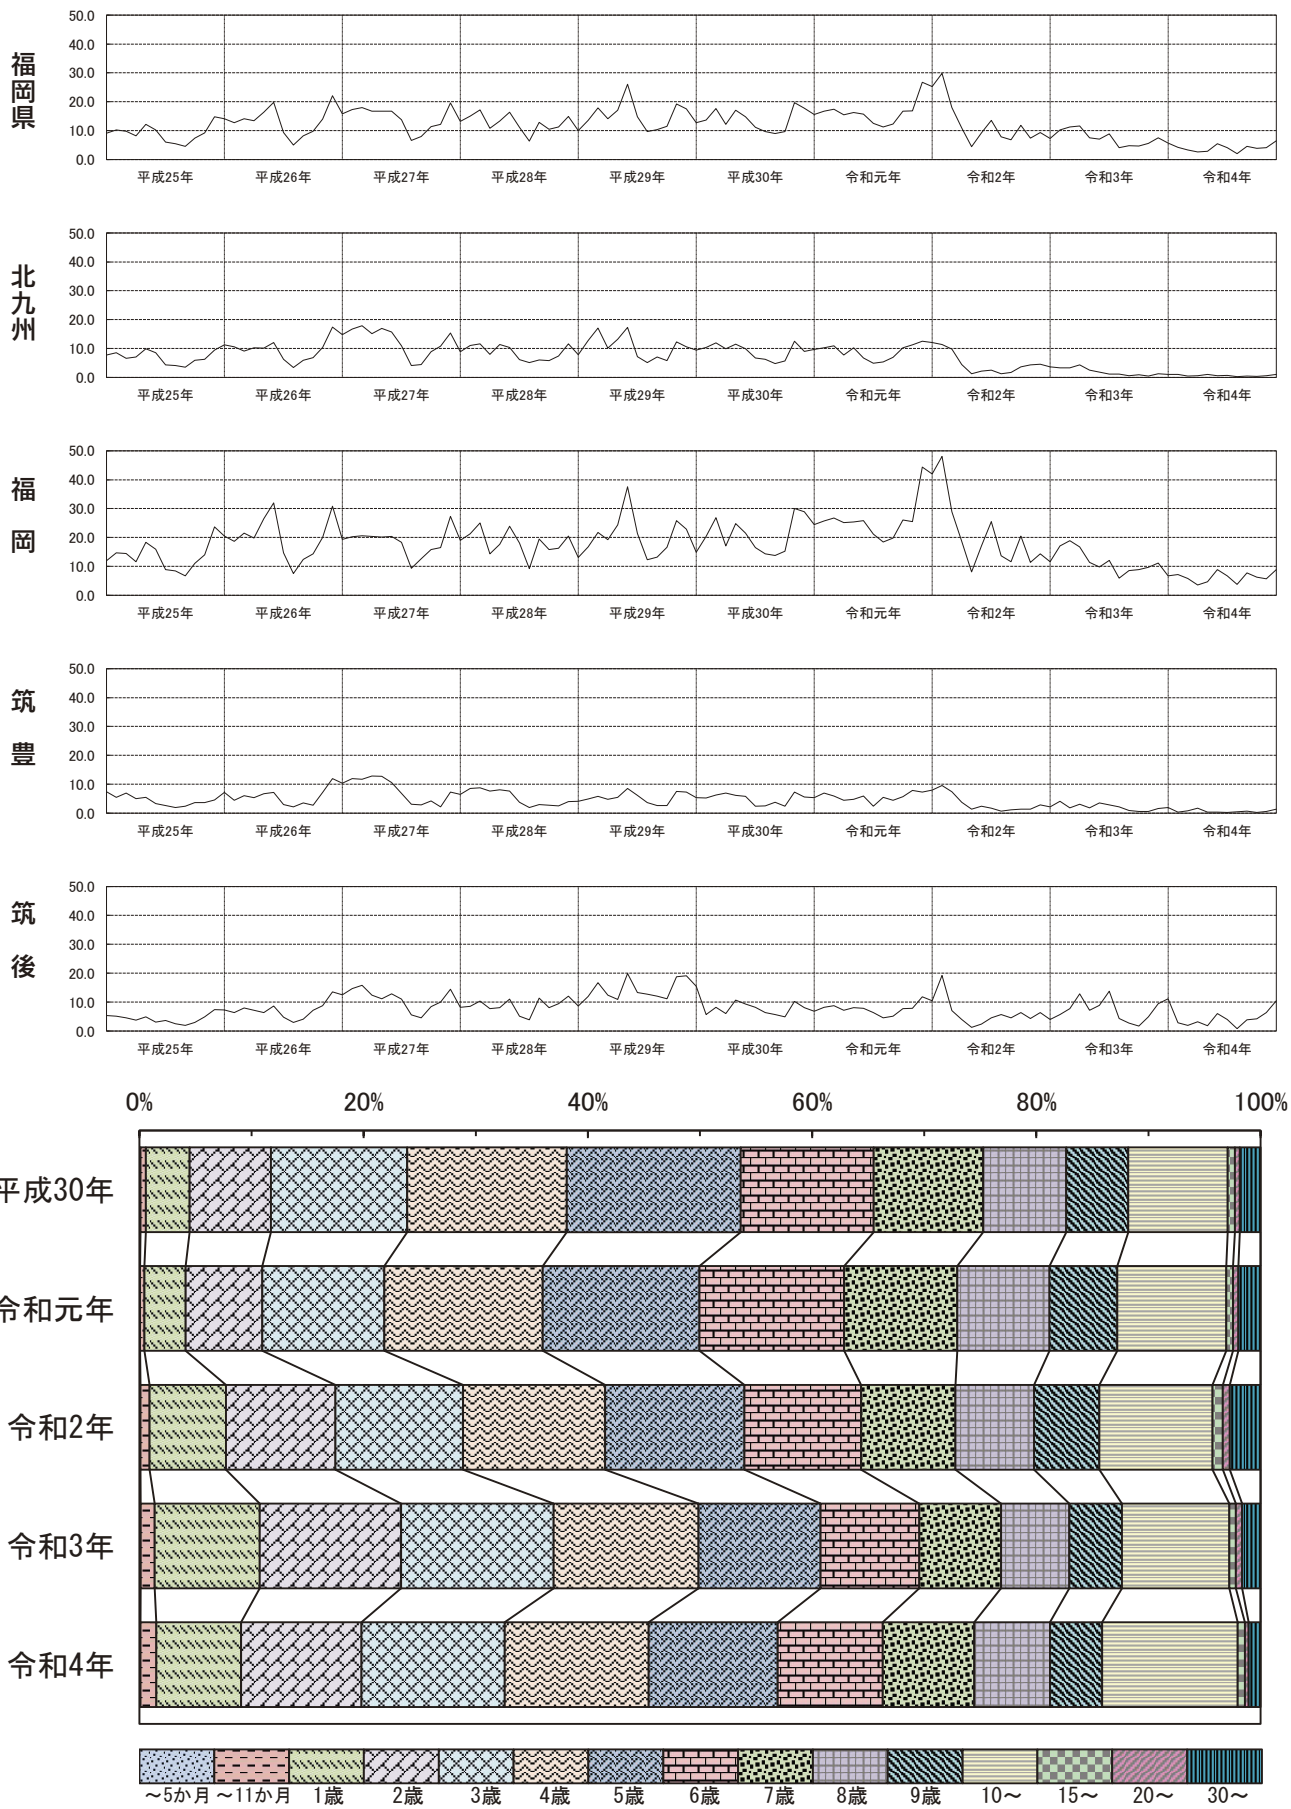 福岡県
50.0
40.0
30.0
20.0
10.0
0.0
平成25年 平成26年 平成27年 平成28年 平成29年 平成30年 令和元年 令和2年 令和3年 令和4年
北九州
50.0
40.0
30.0
20.0
10.0
0.0
平成25年 平成26年 平成27年 平成28年 平成29年 平成30年 令和元年 令和2年 令和3年 令和4年
福岡
50.0
40.0
30.0
20.0
10.0
0.0
平成25年 平成26年 平成27年 平成28年 平成29年 平成30年 令和元年 令和2年 令和3年 令和4年
筑豊
50.0
40.0
30.0
20.0
10.0
0.0
平成25年 平成26年 平成27年 平成28年 平成29年 平成30年 令和元年 令和2年 令和3年 令和4年
筑後
50.0
40.0
30.0
20.0
10.0
0.0
平成25年 平成26年 平成27年 平成28年 平成29年 平成30年 令和元年 令和2年 令和3年 令和4年
0% 20% 40% 60% 80% 100%
平成30年
令和元年
令和2年
令和3年
令和4年
～5か月 ～11か月 1歳 2歳 3歳 4歳 5歳 6歳 7歳 8歳 9歳 10～ 15～ 20～ 30～